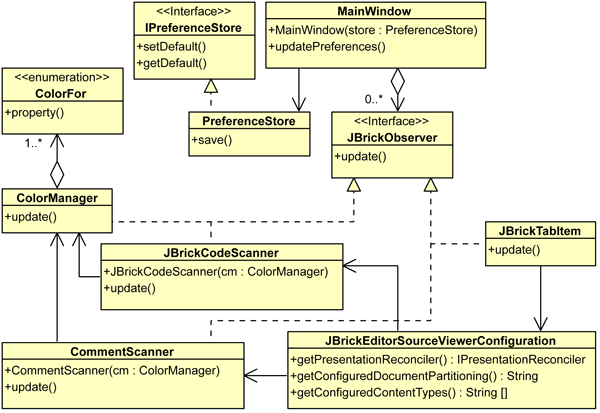 <<Interface>>
IPreferenceStore
+setDefault()
+getDefault()
MainWindow
+MainWindow(store : PreferenceStore)
+updatePreferences()
<<enumeration>>
ColorFor
+property()
PreferenceStore
+save()
0..*
<<Interface>>
JBrickObserver
+update()
1..*
ColorManager
+update()
JBrickCodeScanner
+JBrickCodeScanner(cm : ColorManager)
+update()
JBrickTabItem
+update()
CommentScanner
+CommentScanner(cm : ColorManager)
+update()
JBrickEditorSourceViewerConfiguration
+getPresentationReconciler() : IPresentationReconciler
+getConfiguredDocumentPartitioning() : String
+getConfiguredContentTypes() : String []